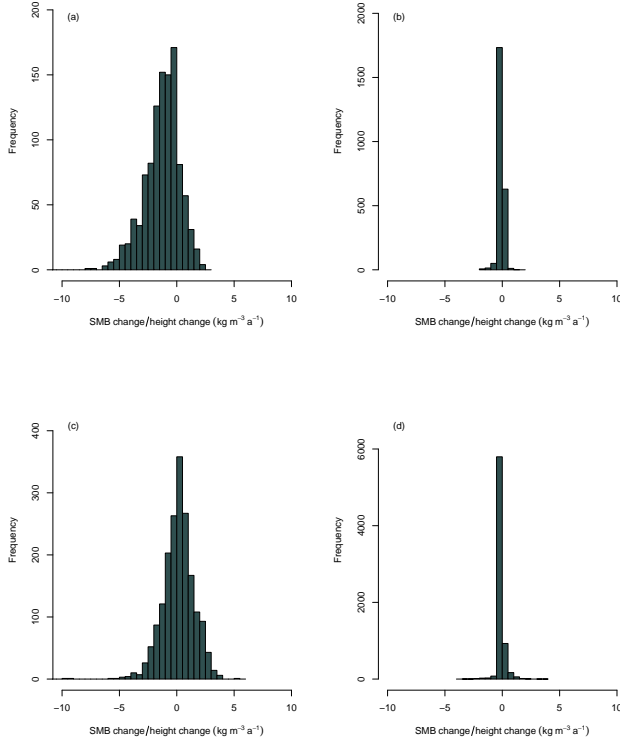 (a)
Frequency
200
150
100
50
0
−10 −5 0 5 10
SMB change/height change (kg m⁻³ a⁻¹)
(b)
Frequency
2000
1500
1000
500
0
−10 −5 0 5 10
SMB change/height change (kg m⁻³ a⁻¹)
(c)
Frequency
400
300
200
100
0
−10 −5 0 5 10
SMB change/height change (kg m⁻³ a⁻¹)
(d)
Frequency
6000
4000
2000
0
−10 −5 0 5 10
SMB change/height change (kg m⁻³ a⁻¹)